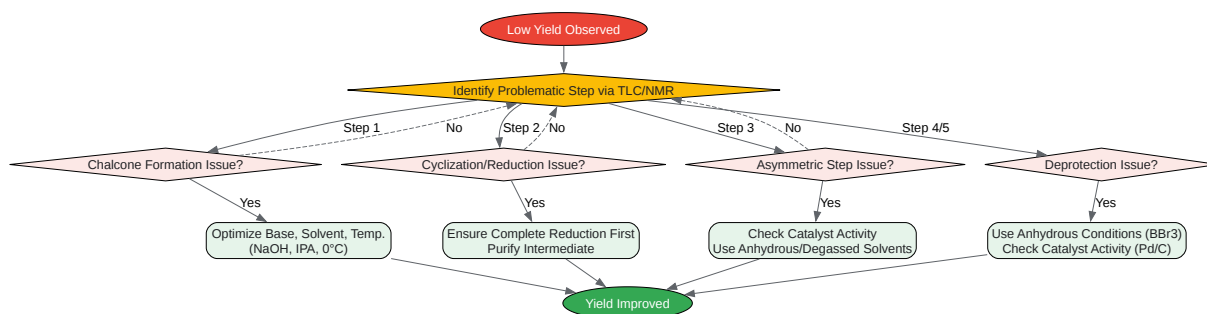 Low Yield Observed
Identify Problematic Step via TLC/NMR
Step 1
No
Step 2
No
Step 3
No
Step 4/5
Chalcone Formation Issue?
Cyclization/Reduction Issue?
Asymmetric Step Issue?
Deprotection Issue?
Yes
Yes
Yes
Yes
Optimize Base, Solvent, Temp.
(NaOH, IPA, 0°C)
Ensure Complete Reduction First
Purify Intermediate
Check Catalyst Activity
Use Anhydrous/Degassed Solvents
Use Anhydrous Conditions (BBr3)
Check Catalyst Activity (Pd/C)
Yield Improved